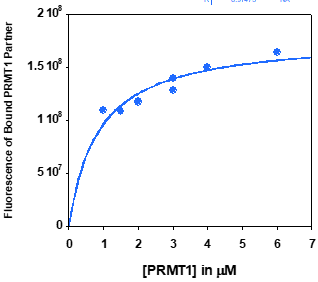 2 10⁸
1.5 10⁸
1 10⁸
5 10⁷
0
0 1 2 3 4 5 6 7
Fluorescence of Bound PRMT1 Partner
[PRMT1] in µM